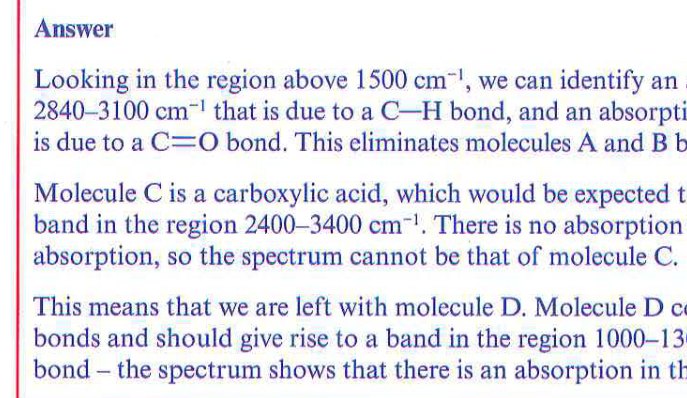 Answer
Looking in the region above 1500 cm⁻¹, we can identify an
2840–3100 cm⁻¹ that is due to a C—H bond, and an absorpti
is due to a C=O bond. This eliminates molecules A and B b
Molecule C is a carboxylic acid, which would be expected t
band in the region 2400–3400 cm⁻¹. There is no absorption
absorption, so the spectrum cannot be that of molecule C.
This means that we are left with molecule D. Molecule D c
bonds and should give rise to a band in the region 1000–13
bond – the spectrum shows that there is an absorption in th